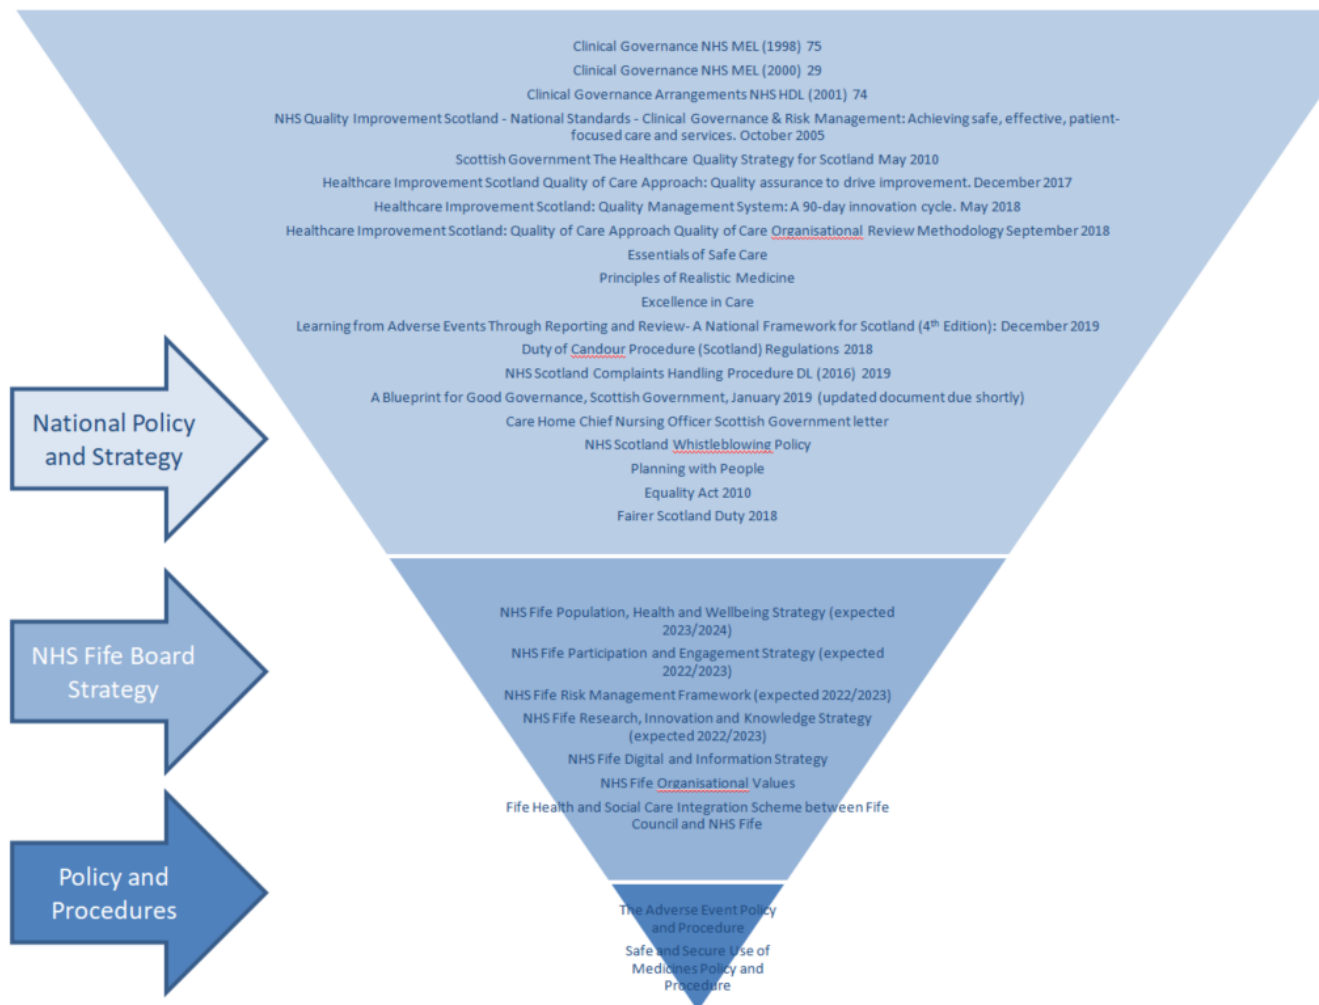 Clinical Governance NHS MEL (1998) 75
Clinical Governance NHS MEL (2000) 29
Clinical Governance Arrangements NHS HDL (2001) 74
NHS Quality Improvement Scotland - National Standards - Clinical Governance & Risk Management: Achieving safe, effective, patient-
focused care and services. October 2005
Scottish Government The Healthcare Quality Strategy for Scotland May 2010
Healthcare Improvement Scotland Quality of Care Approach: Quality assurance to drive improvement. December 2017
Healthcare Improvement Scotland: Quality Management System: A 90-day innovation cycle. May 2018
Healthcare Improvement Scotland: Quality of Care Approach Quality of Care Organisational Review Methodology September 2018
Essentials of Safe Care
Principles of Realistic Medicine
Excellence in Care
Learning from Adverse Events Through Reporting and Review- A National Framework for Scotland (4th Edition): December 2019
Duty of Candour Procedure (Scotland) Regulations 2018
NHS Scotland Complaints Handling Procedure DL (2016) 2019
A Blueprint for Good Governance, Scottish Government, January 2019 (updated document due shortly)
Care Home Chief Nursing Officer Scottish Government letter
NHS Scotland Whistleblowing Policy
Planning with People
Equality Act 2010
Fairer Scotland Duty 2018
National Policy
and Strategy
NHS Fife Population, Health and Wellbeing Strategy (expected
2023/2024)
NHS Fife Participation and Engagement Strategy (expected
2022/2023)
NHS Fife Risk Management Framework (expected 2022/2023)
NHS Fife Research, Innovation and Knowledge Strategy
(expected 2022/2023)
NHS Fife Digital and Information Strategy
NHS Fife Organisational Values
Fife Health and Social Care Integration Scheme between Fife
Council and NHS Fife
NHS Fife Board
Strategy
Policy and
Procedures
The Adverse Event Policy
and Procedure
Safe and Secure Use of
Medicines Policy and
Procedure